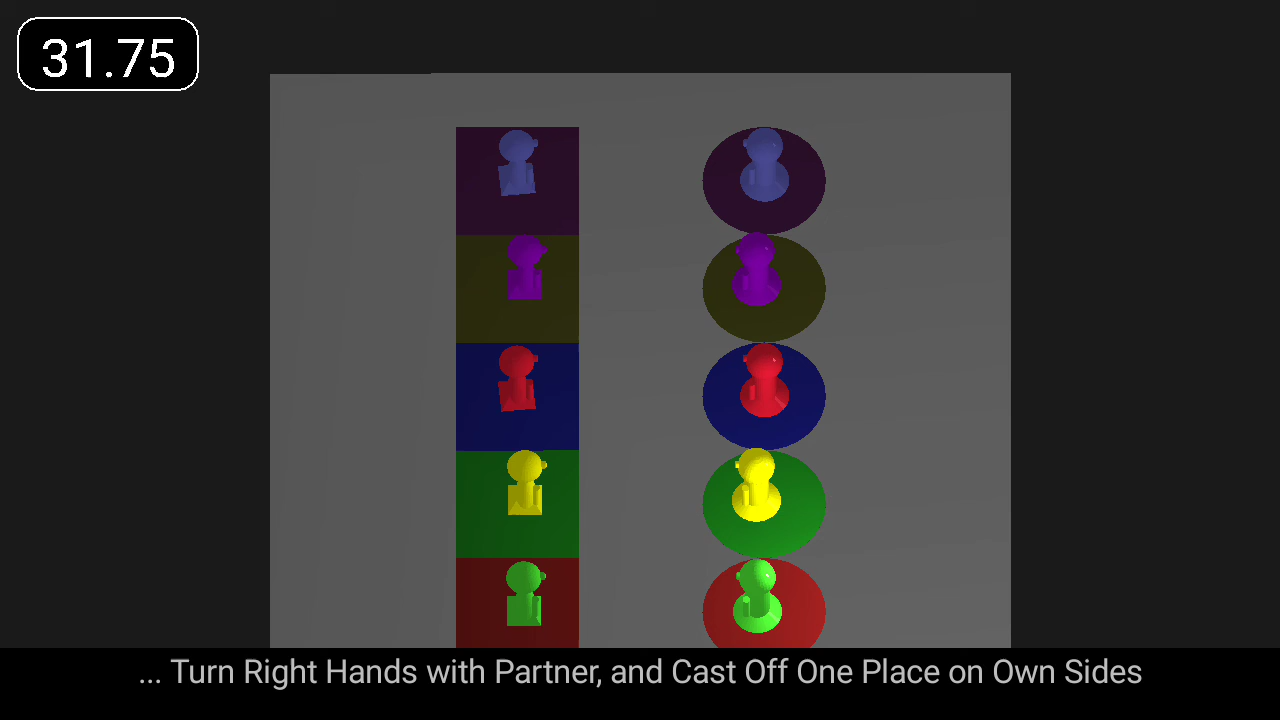 31.75
... Turn Right Hands with Partner, and Cast Off One Place on Own Sides